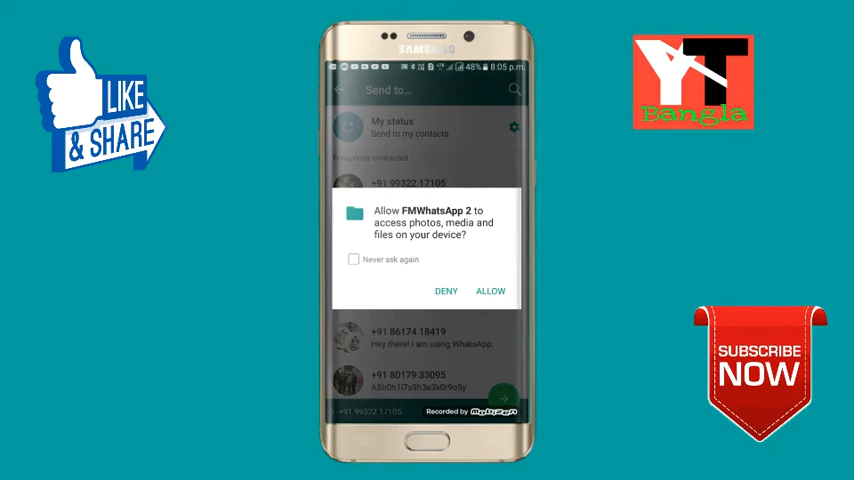 LIKE
& SHARE
SAMSUNG
48% 8:05 p.m.
Send to...
My status
Send to my contacts
Frequently contacted
+91 99322 17105
Allow FMWhatsApp 2 to
access photos, media and
files on your device?
Never ask again
DENY ALLOW
+91 86174 18419
Hey there! I am using WhatsApp.
+91 80179 33095
A8b0h1i7s9h3e3k0r9o5y
+91 99322 17105
Recorded by Mobizen
YT
Bangla
SUBSCRIBE
NOW